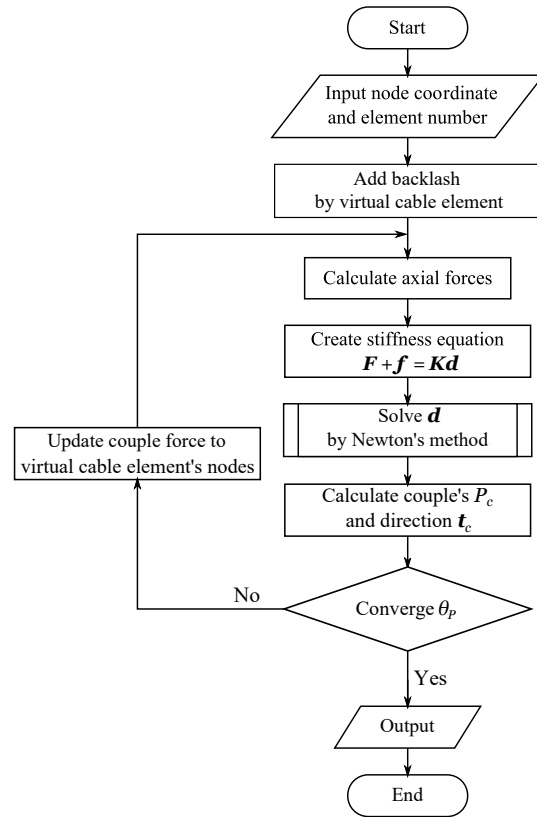 Start
Input node coordinate
and element number
Add backlash
by virtual cable element
Calculate axial forces
Create stiffness equation
F + f = Kd
Solve d
by Newton's method
Update couple force to
virtual cable element's nodes
Calculate couple's P_c
and direction t_c
No
Converge θ_P
Yes
Output
End